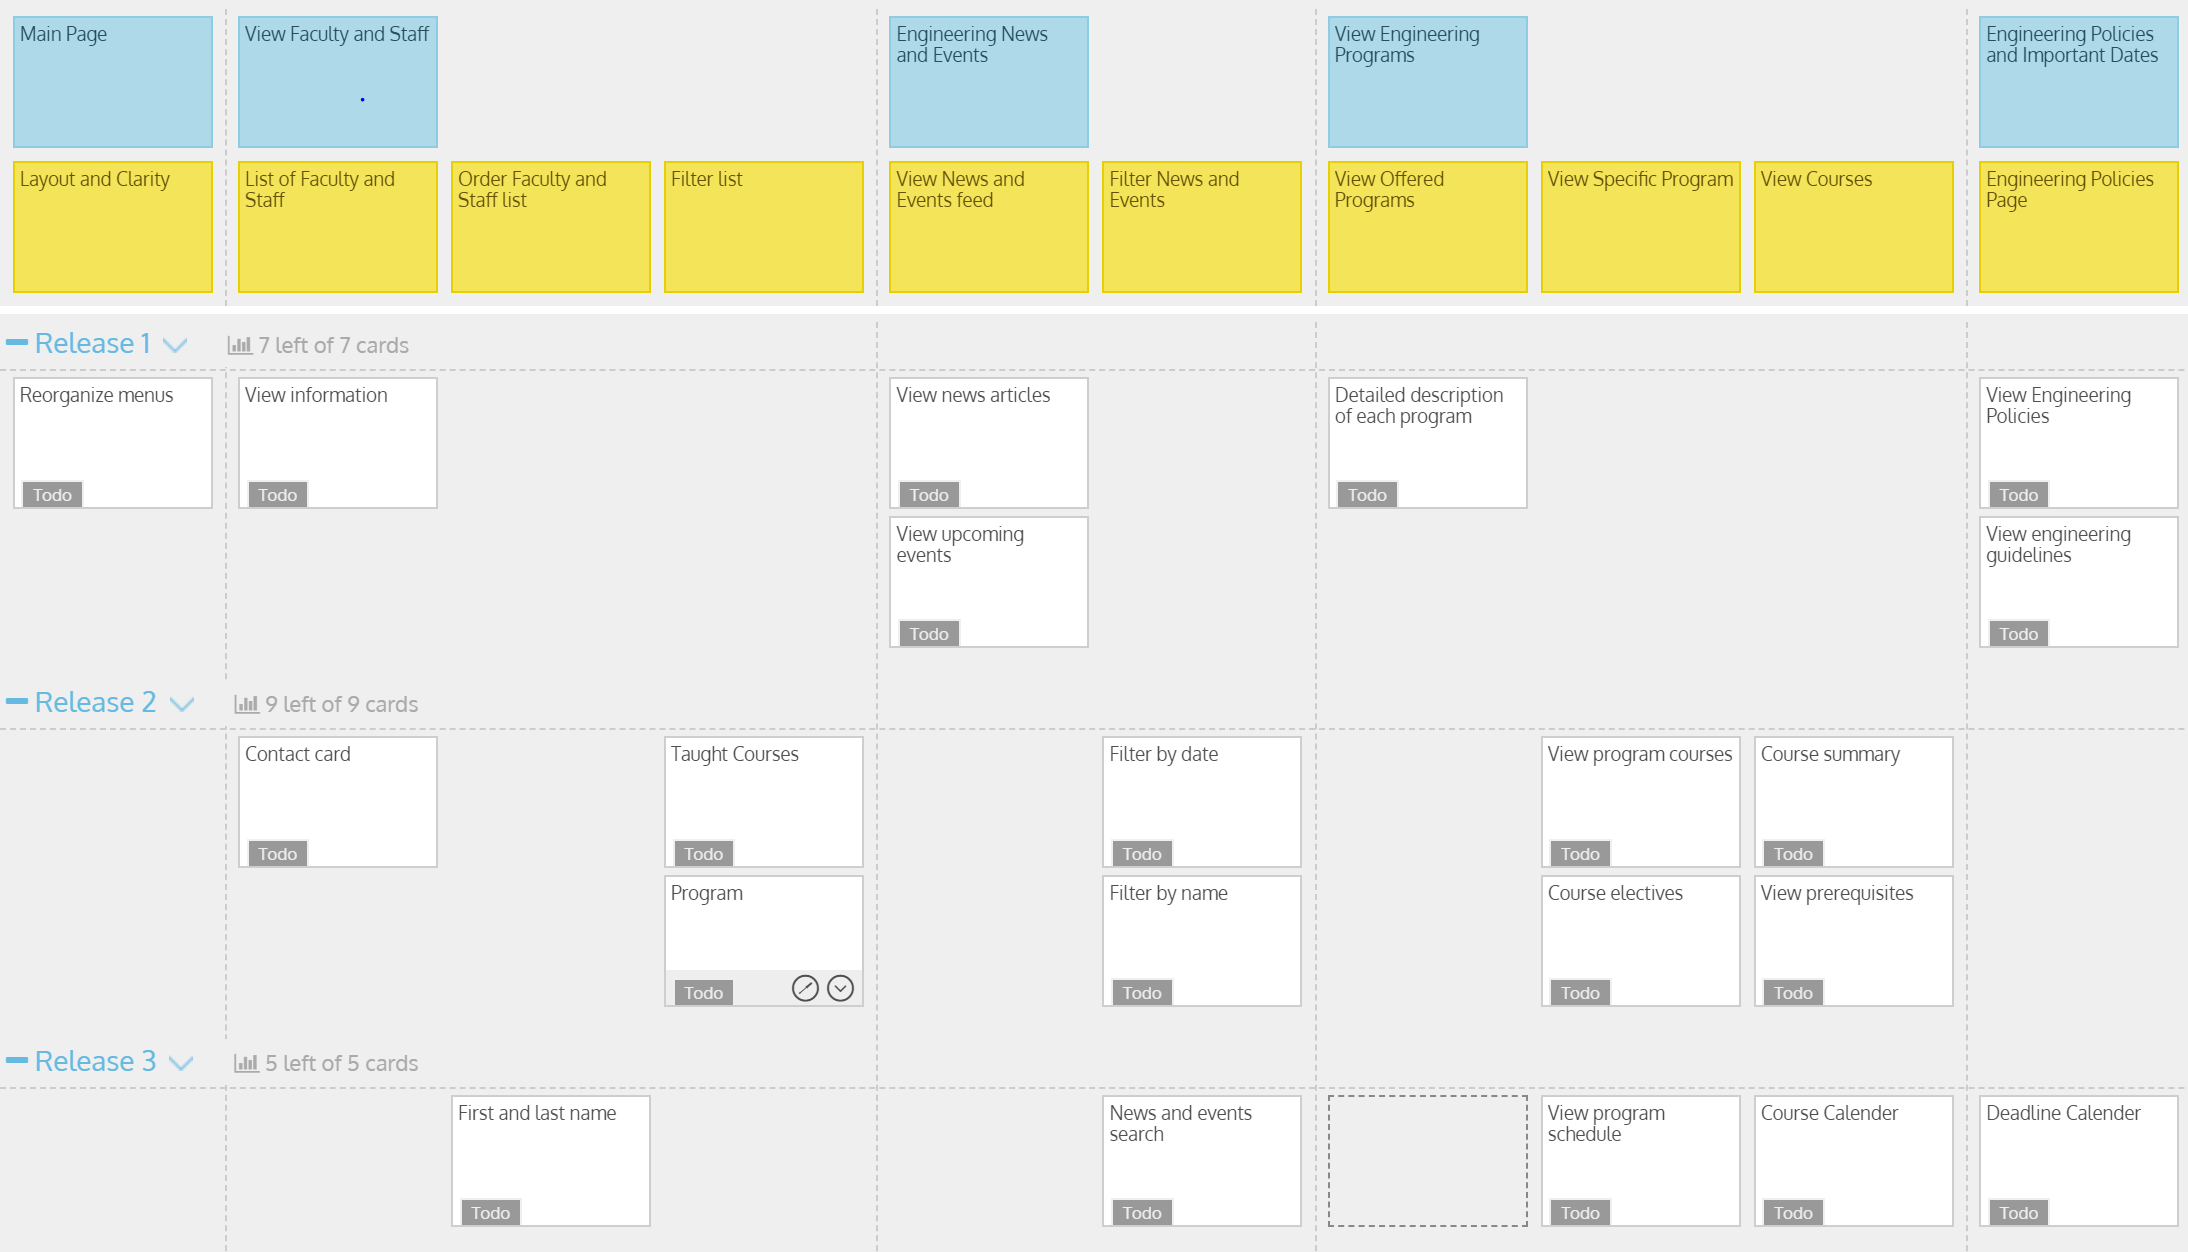 Main Page
View Faculty and Staff
Engineering News
and Events
View Engineering
Programs
Engineering Policies
and Important Dates
Layout and Clarity
List of Faculty and
Staff
Order Faculty and
Staff list
Filter list
View News and
Events feed
Filter News and
Events
View Offered
Programs
View Specific Program
View Courses
Engineering Policies
Page
Release 1
7 left of 7 cards
Reorganize menus
Todo
View information
Todo
View news articles
Todo
Detailed description
of each program
Todo
View Engineering
Policies
Todo
View upcoming
events
Todo
View engineering
guidelines
Todo
Release 2
9 left of 9 cards
Contact card
Todo
Taught Courses
Todo
Filter by date
Todo
View program courses
Todo
Course summary
Todo
Program
Todo
Filter by name
Todo
Course electives
Todo
View prerequisites
Todo
Release 3
5 left of 5 cards
First and last name
Todo
News and events
search
Todo
View program
schedule
Todo
Course Calender
Todo
Deadline Calender
Todo